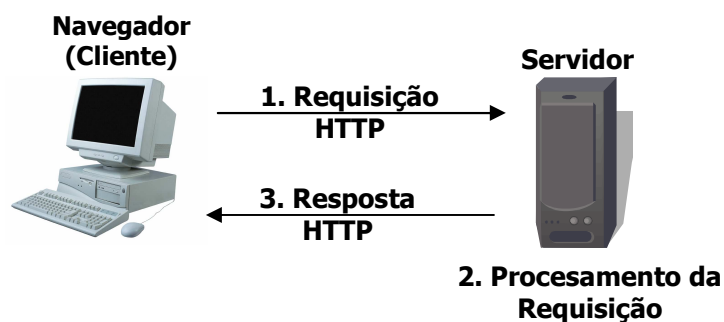 Navegador
(Cliente)
Servidor
1. Requisição
HTTP
3. Resposta
HTTP
2. Procesamento da
Requisição